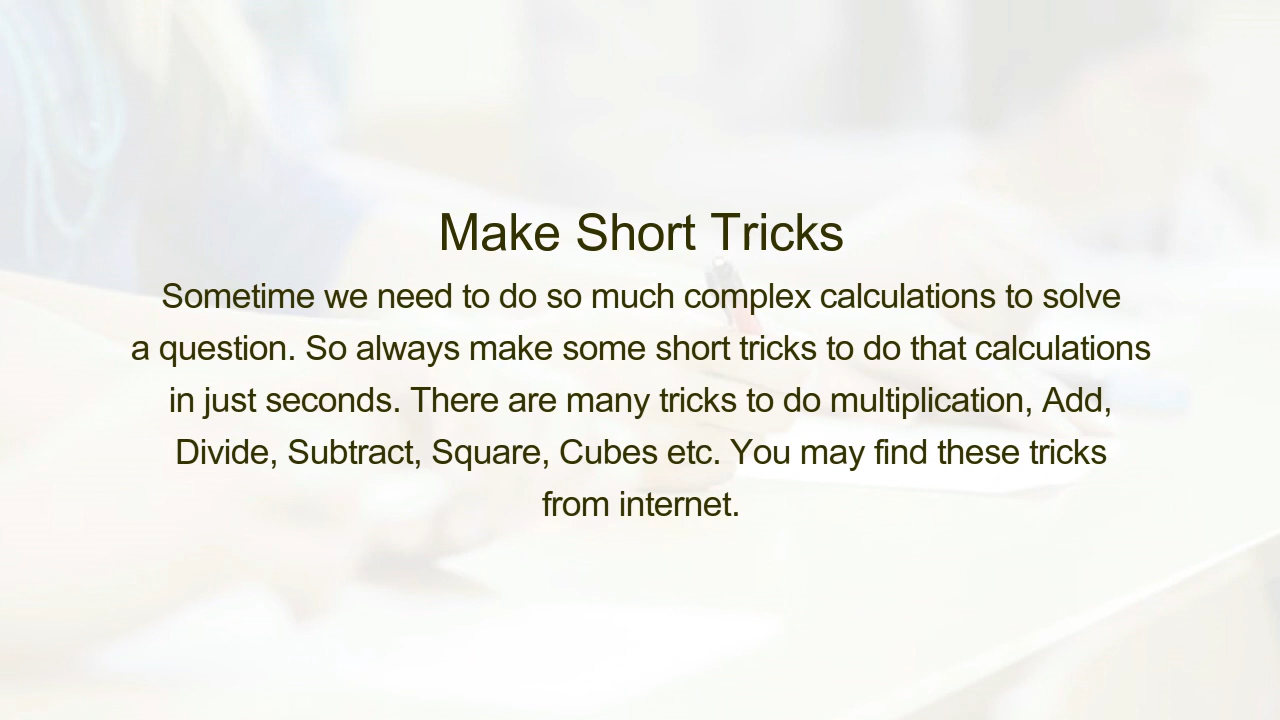 Make Short Tricks
Sometime we need to do so much complex calculations to solve
a question. So always make some short tricks to do that calculations
in just seconds. There are many tricks to do multiplication, Add,
Divide, Subtract, Square, Cubes etc. You may find these tricks
from internet.